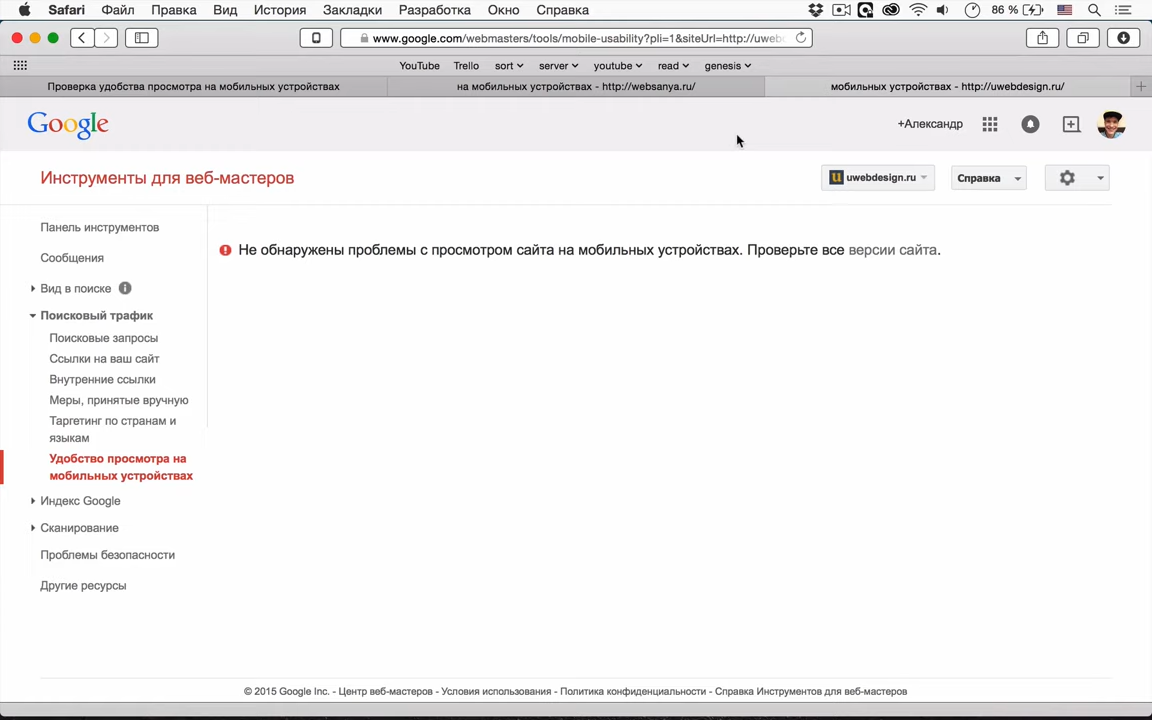 Safari Файл Правка Вид История Закладки Разработка Окно Справка 86 %
www.google.com/webmasters/tools/mobile-usability?pli=1&siteUrl=http://uweb
YouTube Trello sort server youtube read genesis
Проверка удобства просмотра на мобильных устройствах на мобильных устройствах - http://websanya.ru/ мобильных устройствах - http://uwebdesign.ru/
Google +Александр
Инструменты для веб-мастеров uwebdesign.ru Справка
Панель инструментов
Не обнаружены проблемы с просмотром сайта на мобильных устройствах. Проверьте все версии сайта.
Сообщения
Вид в поиске
Поисковый трафик
Поисковые запросы
Ссылки на ваш сайт
Внутренние ссылки
Меры, принятые вручную
Таргетинг по странам и
языкам
Удобство просмотра на
мобильных устройствах
Индекс Google
Сканирование
Проблемы безопасности
Другие ресурсы
© 2015 Google Inc. - Центр веб-мастеров - Условия использования - Политика конфиденциальности - Справка Инструментов для веб-мастеров